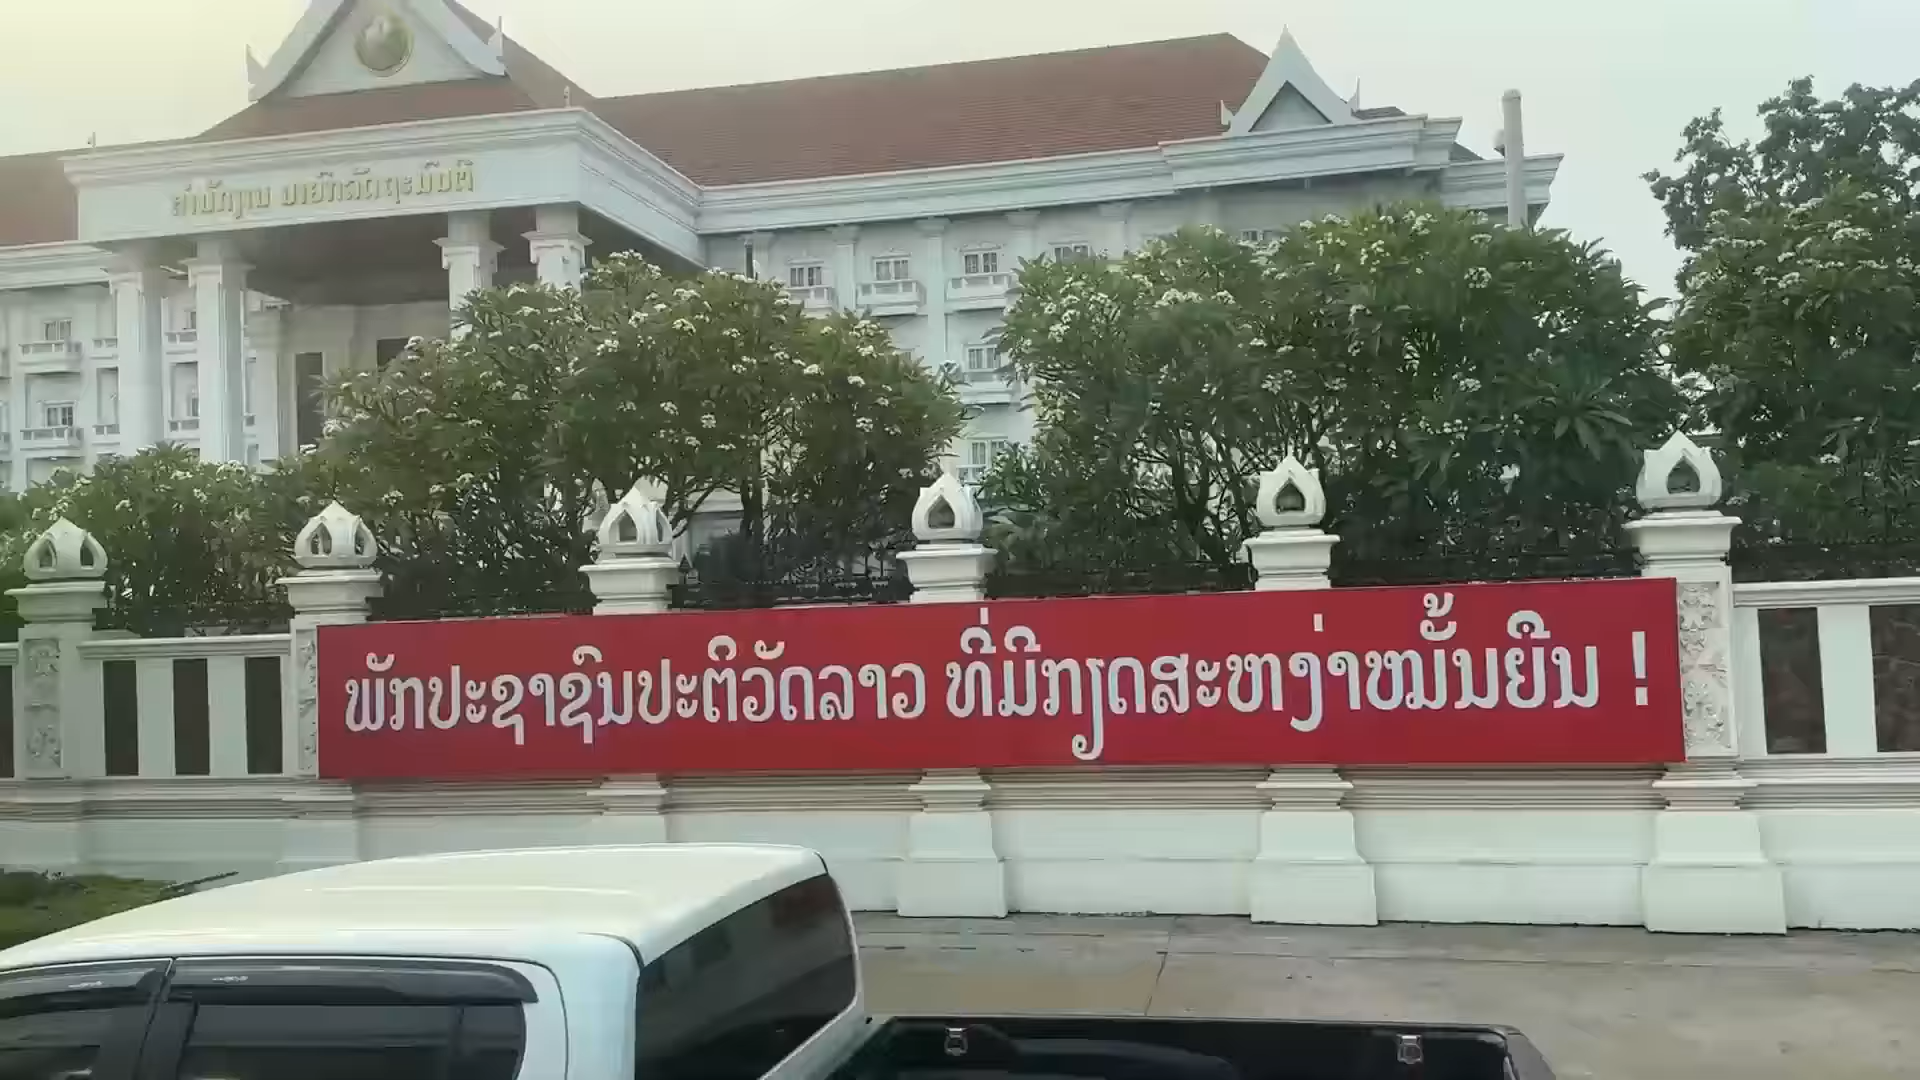 ສຳນັກງານ ນາຍົກລັດຖະມົນຕີ
ພັກປະຊາຊົນປະຕິວັດລາວ ທີ່ມີກຽດສະຫງ່າໝັ້ນຍືນ !